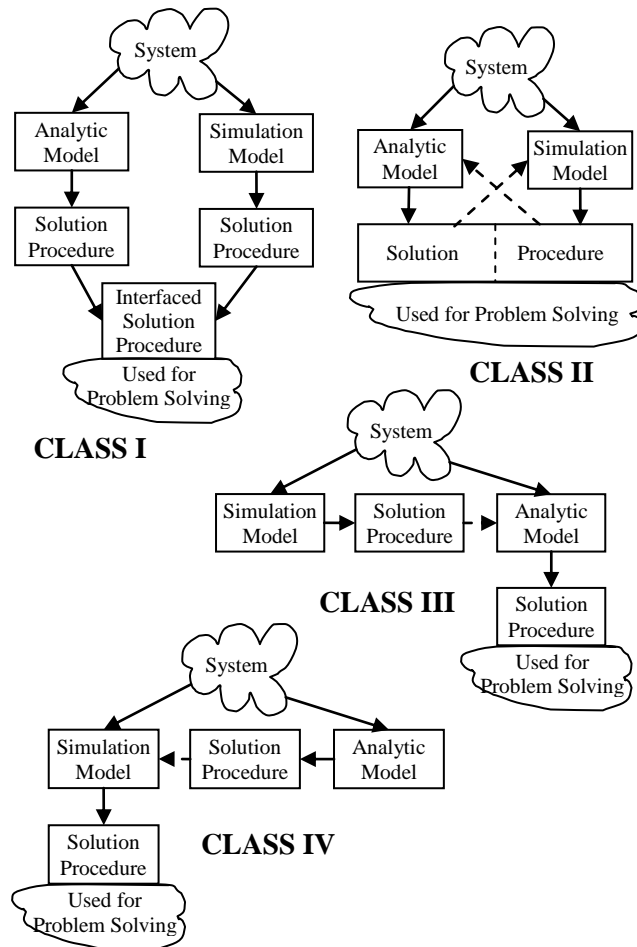 System
Analytic
Model
Simulation
Model
Solution
Procedure
Solution
Procedure
Interfaced
Solution
Procedure
Used for
Problem Solving
CLASS I
System
Analytic
Model
Simulation
Model
Solution
Procedure
Used for Problem Solving
CLASS II
System
Simulation
Model
Solution
Procedure
Analytic
Model
CLASS III
Solution
Procedure
Used for
Problem Solving
System
Simulation
Model
Solution
Procedure
Analytic
Model
Solution
Procedure
CLASS IV
Used for
Problem Solving